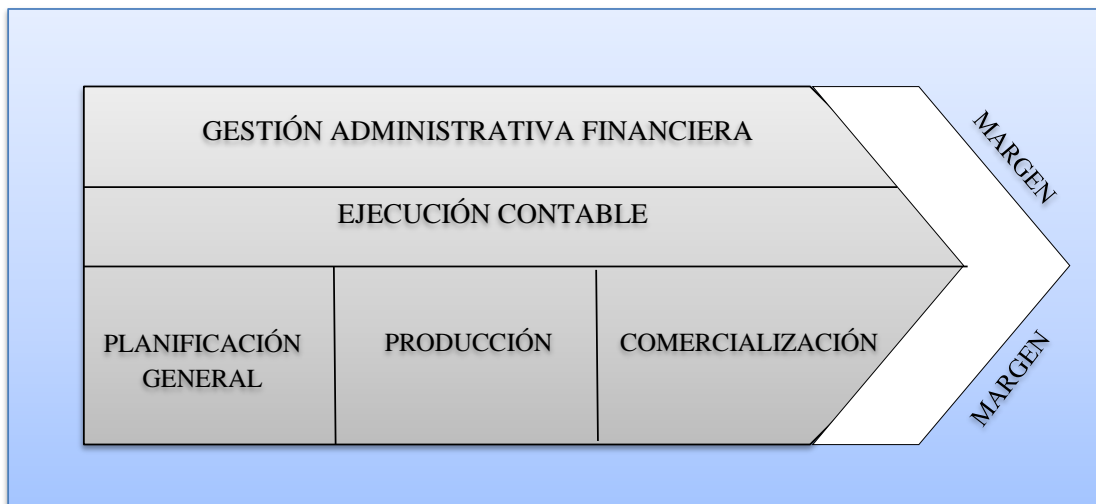 GESTIÓN ADMINISTRATIVA FINANCIERA
MARGEN
EJECUCIÓN CONTABLE
PLANIFICACIÓN
GENERAL
PRODUCCIÓN
COMERCIALIZACIÓN
MARGEN